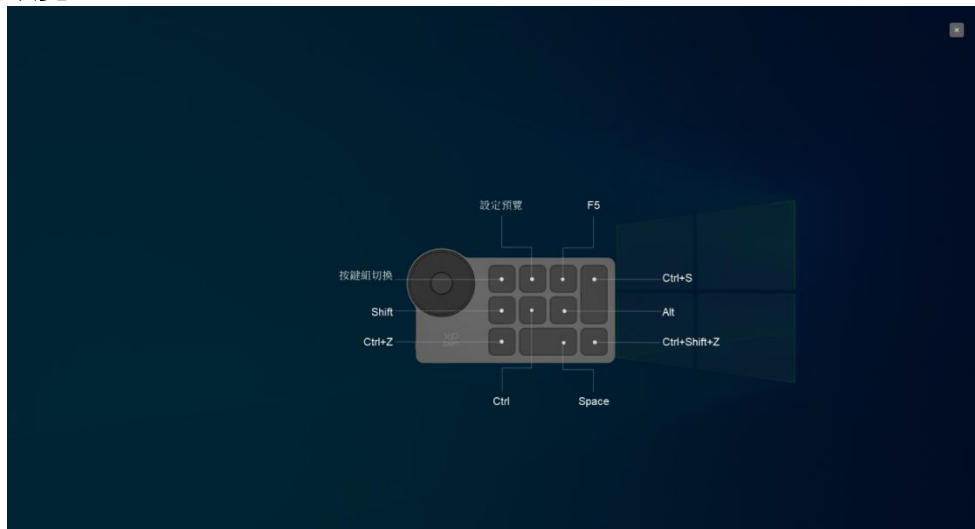 設定預覽
F5
按鍵組切換
Ctrl+S
Shift
Alt
Ctrl+Z
Ctrl+Shift+Z
Ctrl
Space